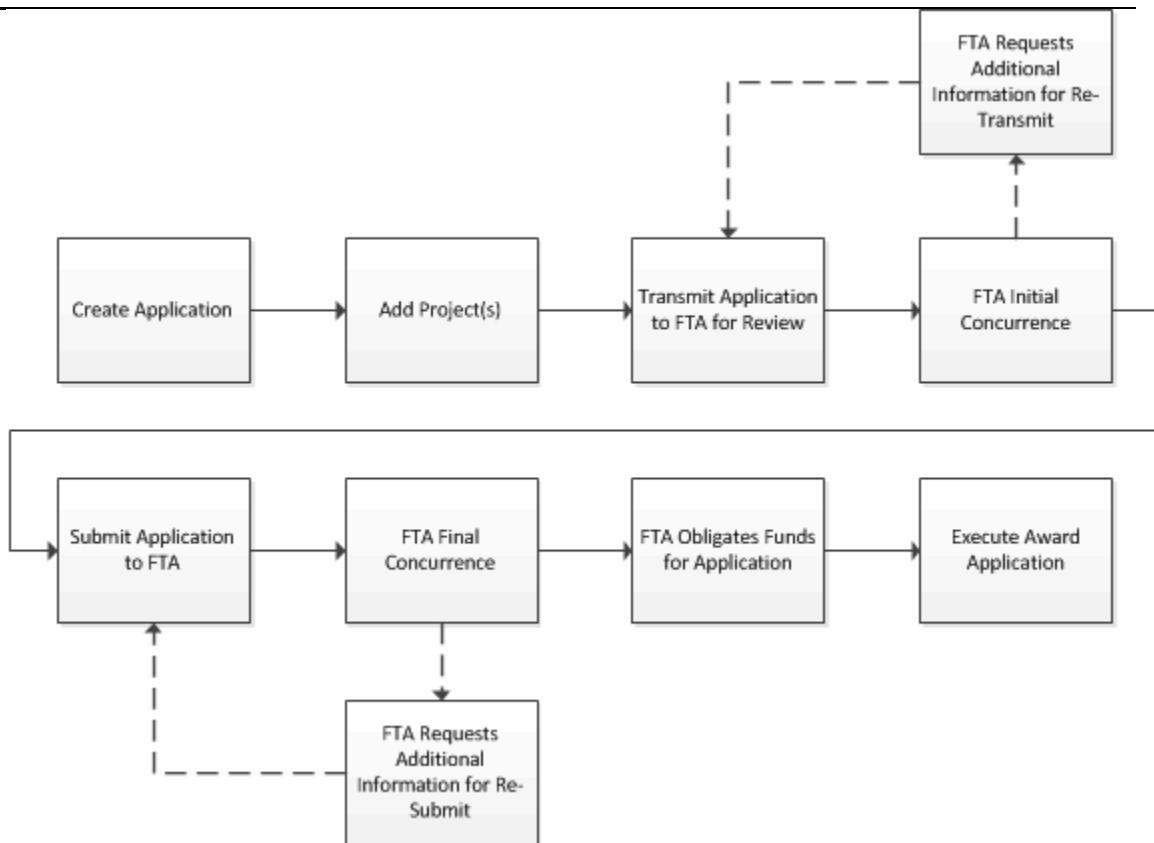 FTA Requests
Additional
Information for Re-
Transmit
Create Application
Add Project(s)
Transmit Application
to FTA for Review
FTA Initial
Concurrence
Submit Application
to FTA
FTA Final
Concurrence
FTA Obligates Funds
for Application
Execute Award
Application
FTA Requests
Additional
Information for Re-
Submit